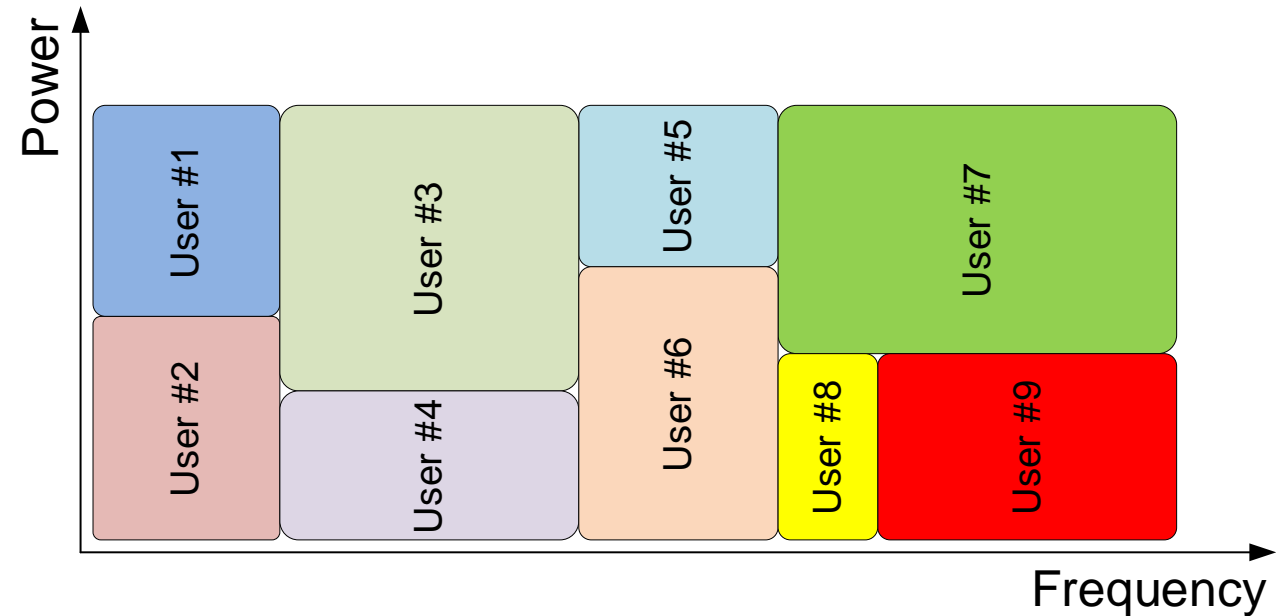 Power
User #1
User #2
User #3
User #4
User #5
User #6
User #7
User #8
User #9
Frequency